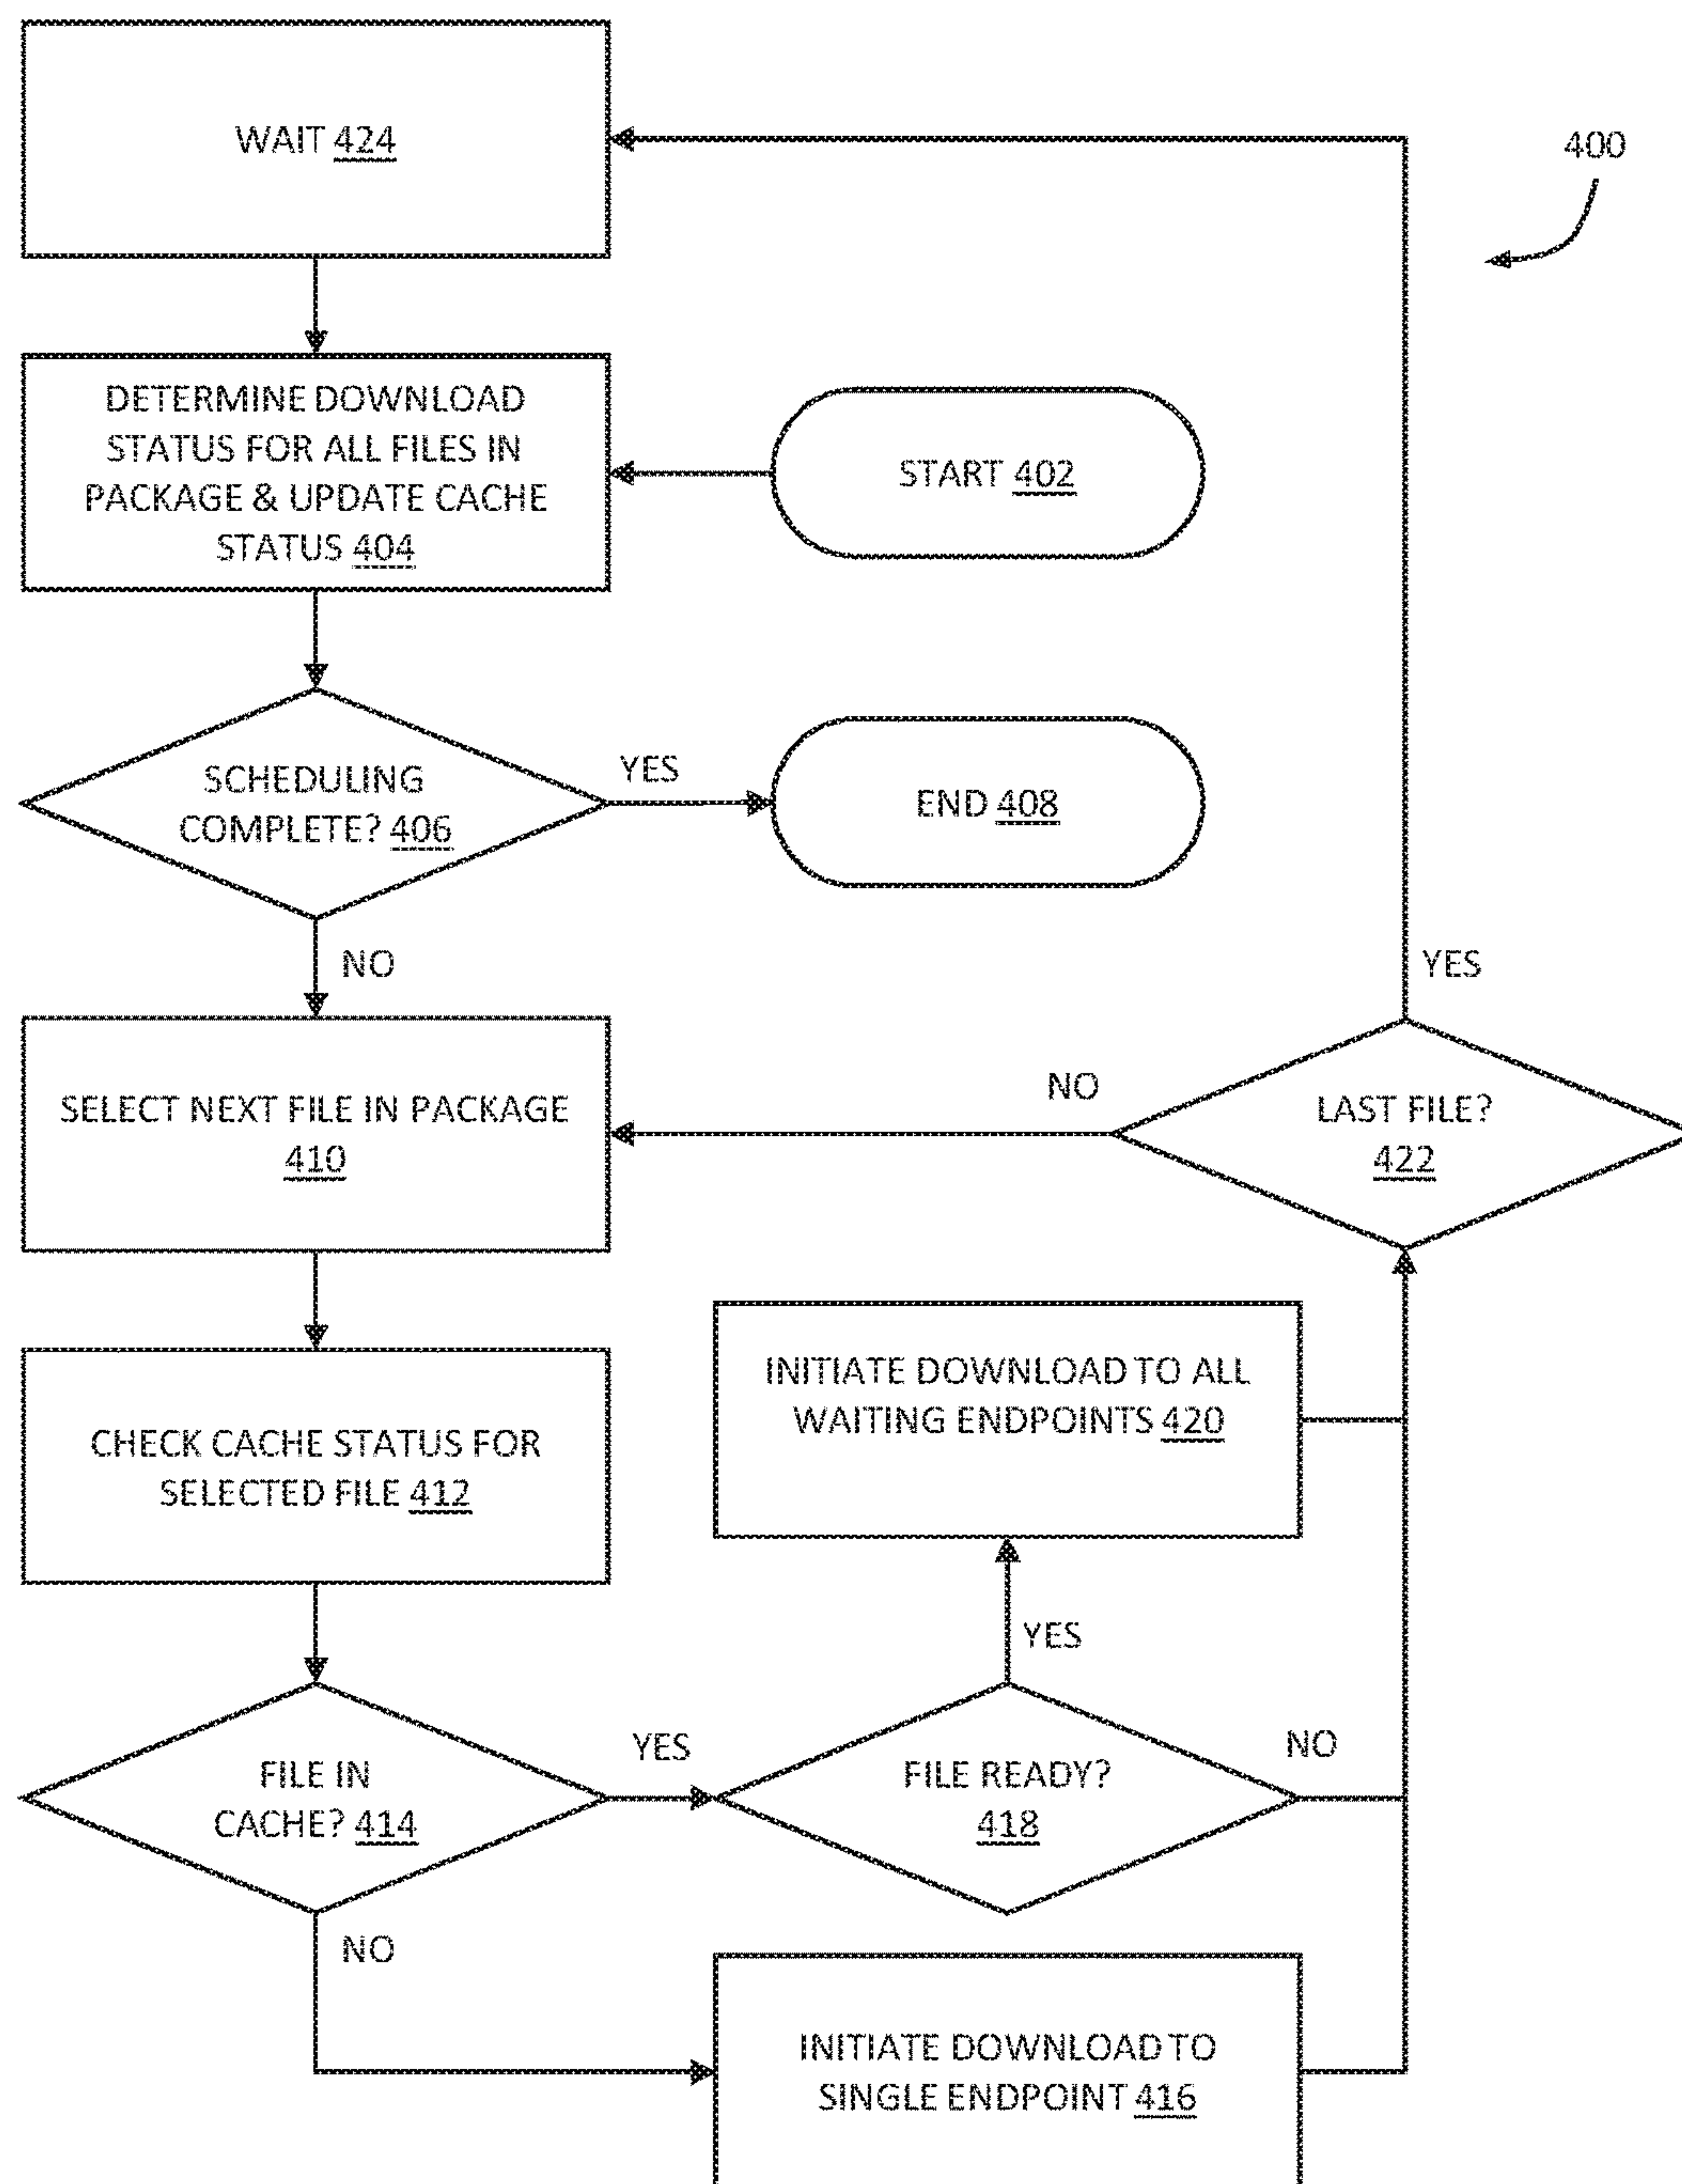 WAIT 424
400
DETERMINE DOWNLOAD
STATUS FOR ALL FILES IN
PACKAGE & UPDATE CACHE
STATUS 404
START 402
SCHEDULING
COMPLETE? 406
YES
END 408
NO
YES
SELECT NEXT FILE IN PACKAGE
410
NO
LAST FILE?
422
INITIATE DOWNLOAD TO ALL
WAITING ENDPOINTS 420
CHECK CACHE STATUS FOR
SELECTED FILE 412
YES
FILE IN
CACHE? 414
YES
FILE READY?
418
NO
NO
INITIATE DOWNLOAD TO
SINGLE ENDPOINT 416